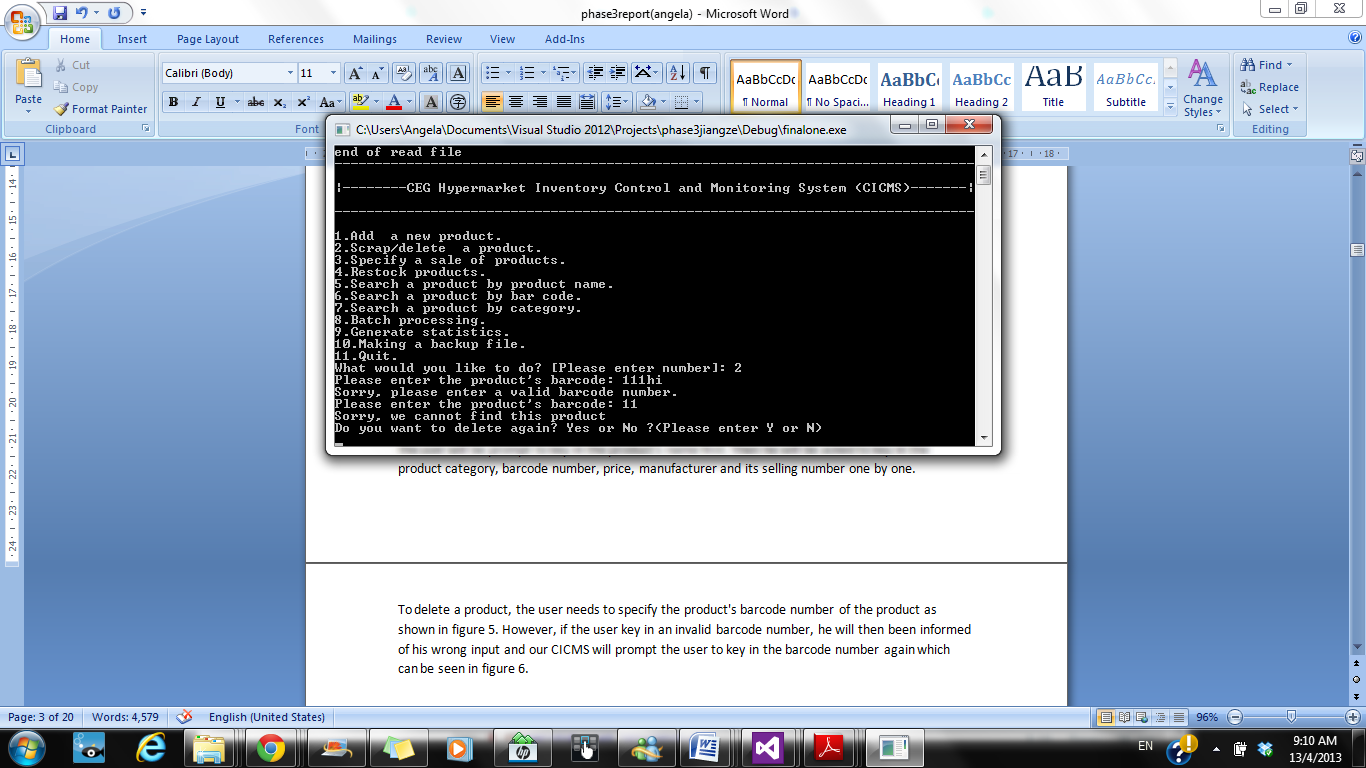 phase3report(angela) - Microsoft Word
Home Insert Page Layout References Mailings Review View Add-Ins
Cut
Copy
Format Painter
Paste
Clipboard
Calibri (Body) 11
B I U abc x₂ x² Aa
Font
AaBbCcDc AaBbCcDc AaBbC AaBbCc AaB AaBbCc.
¶ Normal ¶ No Spaci... Heading 1 Heading 2 Title Subtitle
Change Styles
Styles
Find
Replace
Select
Editing
C:\Users\Angela\Documents\Visual Studio 2012\Projects\phase3jiangze\Debug\finalone.exe
end of read file
|--------CEG Hypermarket Inventory Control and Monitoring System (CICMS)-------|
1.Add  a new product.
2.Scrap/delete  a product.
3.Specify a sale of products.
4.Restock products.
5.Search a product by product name.
6.Search a product by bar code.
7.Search a product by category.
8.Batch processing.
9.Generate statistics.
10.Making a backup file.
11.Quit.
What would you like to do? [Please enter number]: 2
Please enter the product's barcode: 111hi
Sorry, please enter a valid barcode number.
Please enter the product's barcode: 11
Sorry, we cannot find this product
Do you want to delete again? Yes or No ?(Please enter Y or N)
product category, barcode number, price, manufacturer and its selling number one by one.
To delete a product, the user needs to specify the product's barcode number of the product as
shown in figure 5. However, if the user key in an invalid barcode number, he will then been informed
of his wrong input and our CICMS will prompt the user to key in the barcode number again which
can be seen in figure 6.
Page: 3 of 20 Words: 4,579 English (United States) 96%
EN 9:10 AM
13/4/2013